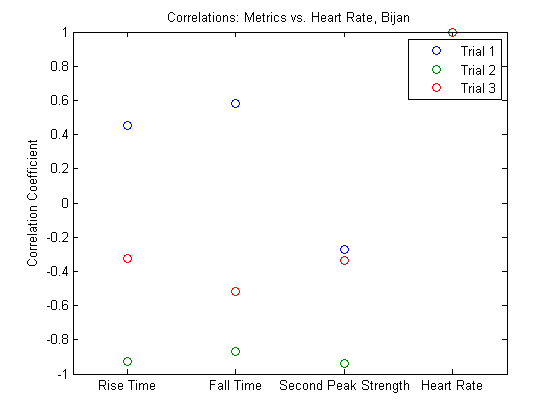 Correlations: Metrics vs. Heart Rate, Bijan
Correlation Coefficient
1
0.8
0.6
0.4
0.2
0
-0.2
-0.4
-0.6
-0.8
-1
Trial 1
Trial 2
Trial 3
Rise Time Fall Time Second Peak Strength Heart Rate